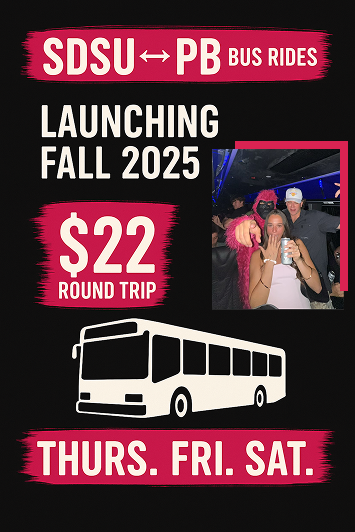 SDSU↔PB BUS RIDES
LAUNCHING
FALL 2025
$22
ROUND TRIP
THURS. FRI. SAT.